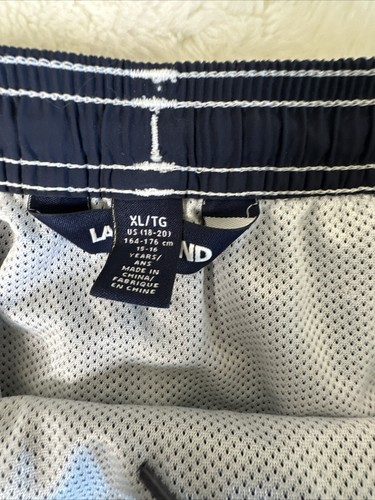 XL/TG
US (18-20)
164-176 cm
15-16
YEARS/
ANS
MADE IN
CHINA/
FABRIQUE
EN CHINE
LA
ND